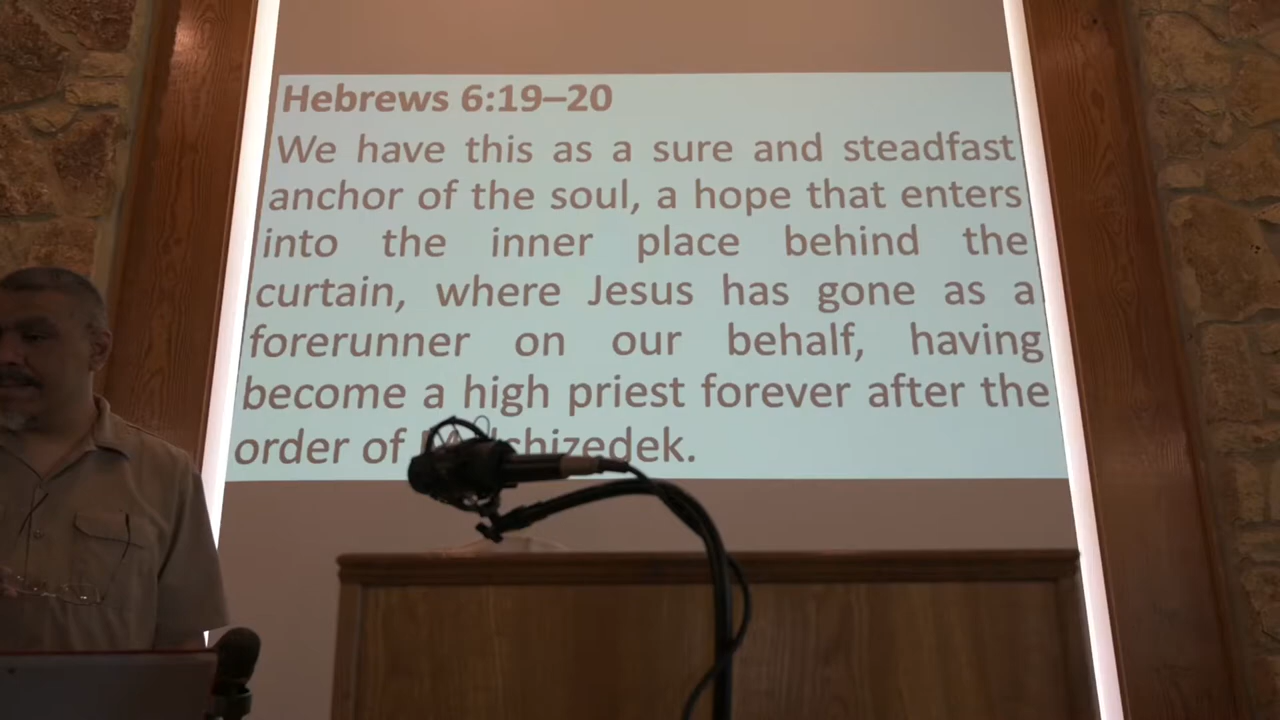 Hebrews 6:19–20
We have this as a sure and steadfast
anchor of the soul, a hope that enters
into the inner place behind the
curtain, where Jesus has gone as a
forerunner on our behalf, having
become a high priest forever after the
order of Melchizedek.